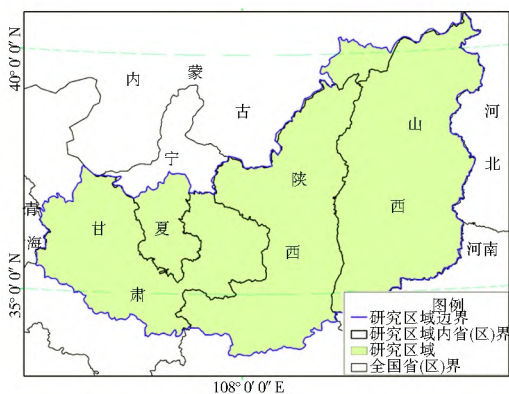 40°0′0″N
35°0′0″N
内
蒙
古
宁
夏
甘
肃
青
海
陕
西
山
西
河
北
河南
图例
研究区域边界
研究区域内省(区)界
研究区域
全国省(区)界
108°0′0″E